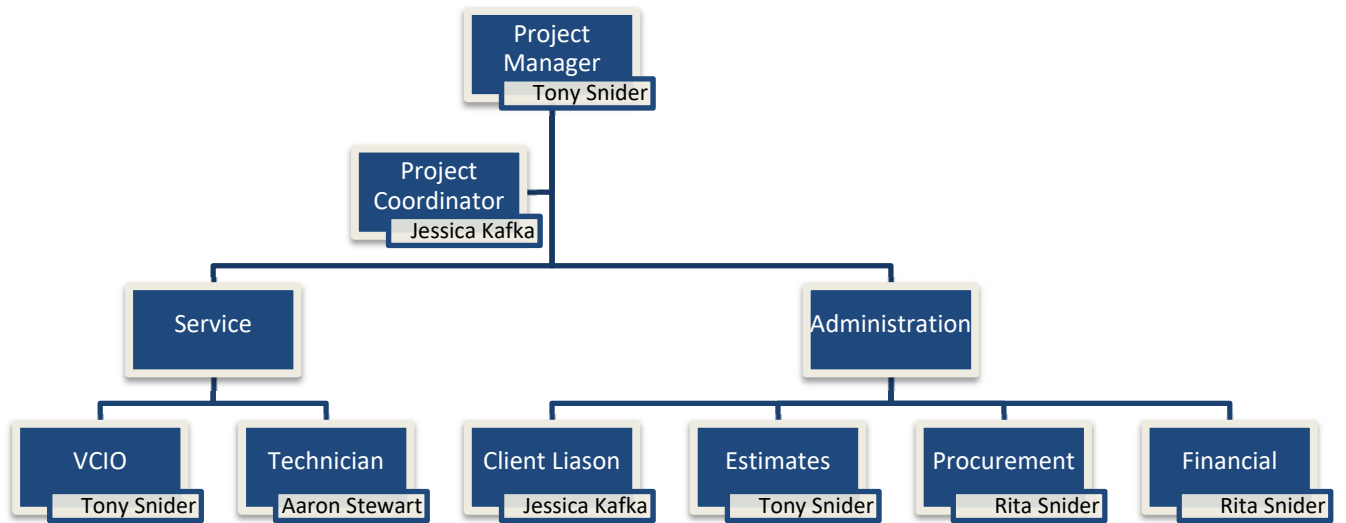 Project
Manager
Tony Snider
Project
Coordinator
Jessica Kafka
Service
Administration
VCIO
Tony Snider
Technician
Aaron Stewart
Client Liason
Jessica Kafka
Estimates
Tony Snider
Procurement
Rita Snider
Financial
Rita Snider